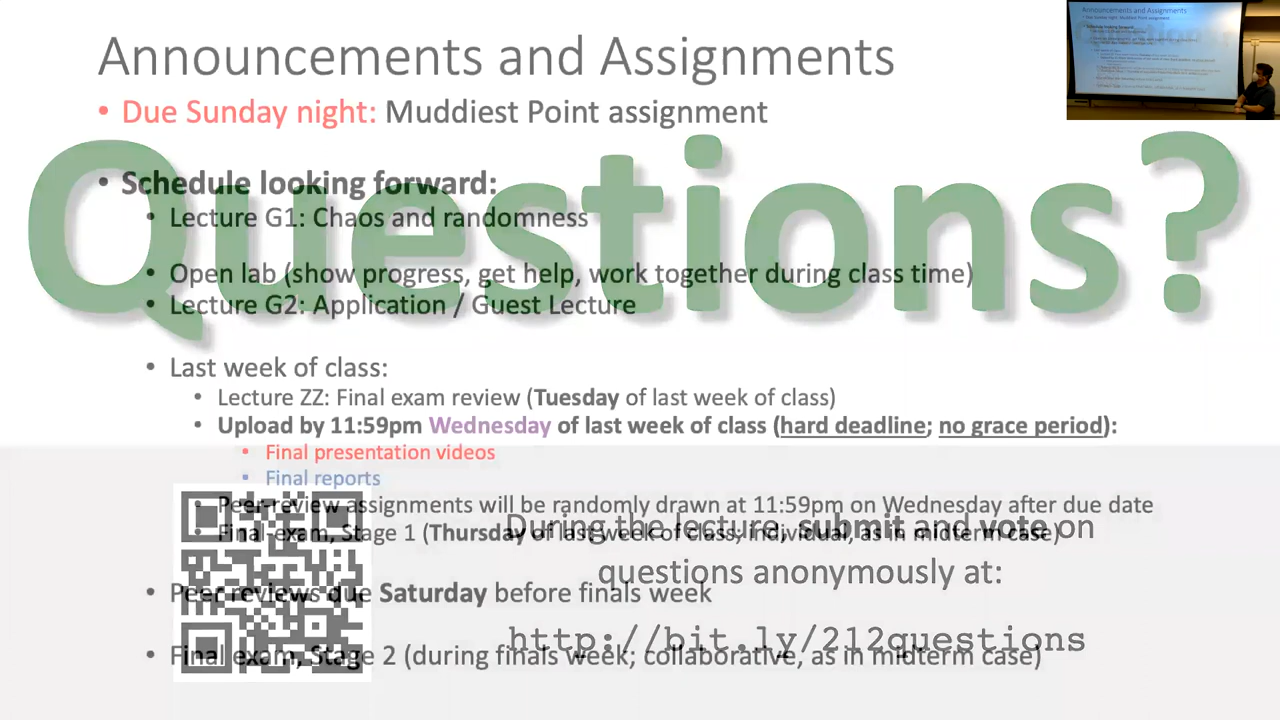 Announcements and Assignments
• Due Sunday night: Muddiest Point assignment
Questions?
• Schedule looking forward:
• Lecture G1: Chaos and randomness
• Open lab (show progress, get help, work together during class time)
• Lecture G2: Application / Guest Lecture
• Last week of class:
• Lecture ZZ: Final exam review (Tuesday of last week of class)
• Upload by 11:59pm Wednesday of last week of class (hard deadline; no grace period):
• Final presentation videos
• Final reports
• Peer-review assignments will be randomly drawn at 11:59pm on Wednesday after due date
• Final exam, Stage 1 (Thursday of last week of class; individual, as in midterm case)
During the lecture, submit and vote on
questions anonymously at:
• Peer reviews due Saturday before finals week
http://bit.ly/212questions
• Final exam, Stage 2 (during finals week; collaborative, as in midterm case)
Announcements and Assignments